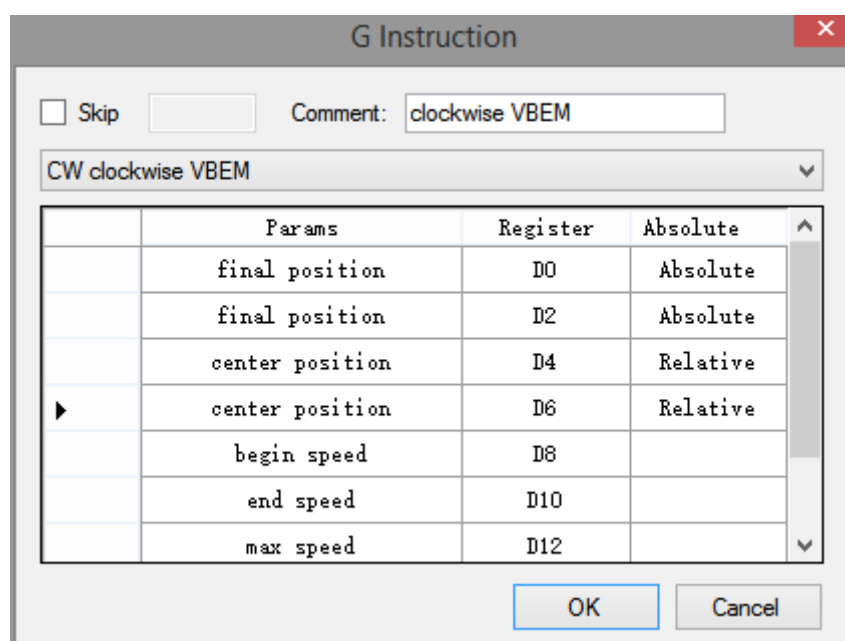 G Instruction
Skip Comment: clockwise VBEM
CW clockwise VBEM
Params Register Absolute
final position D0 Absolute
final position D2 Absolute
center position D4 Relative
center position D6 Relative
begin speed D8
end speed D10
max speed D12
OK Cancel